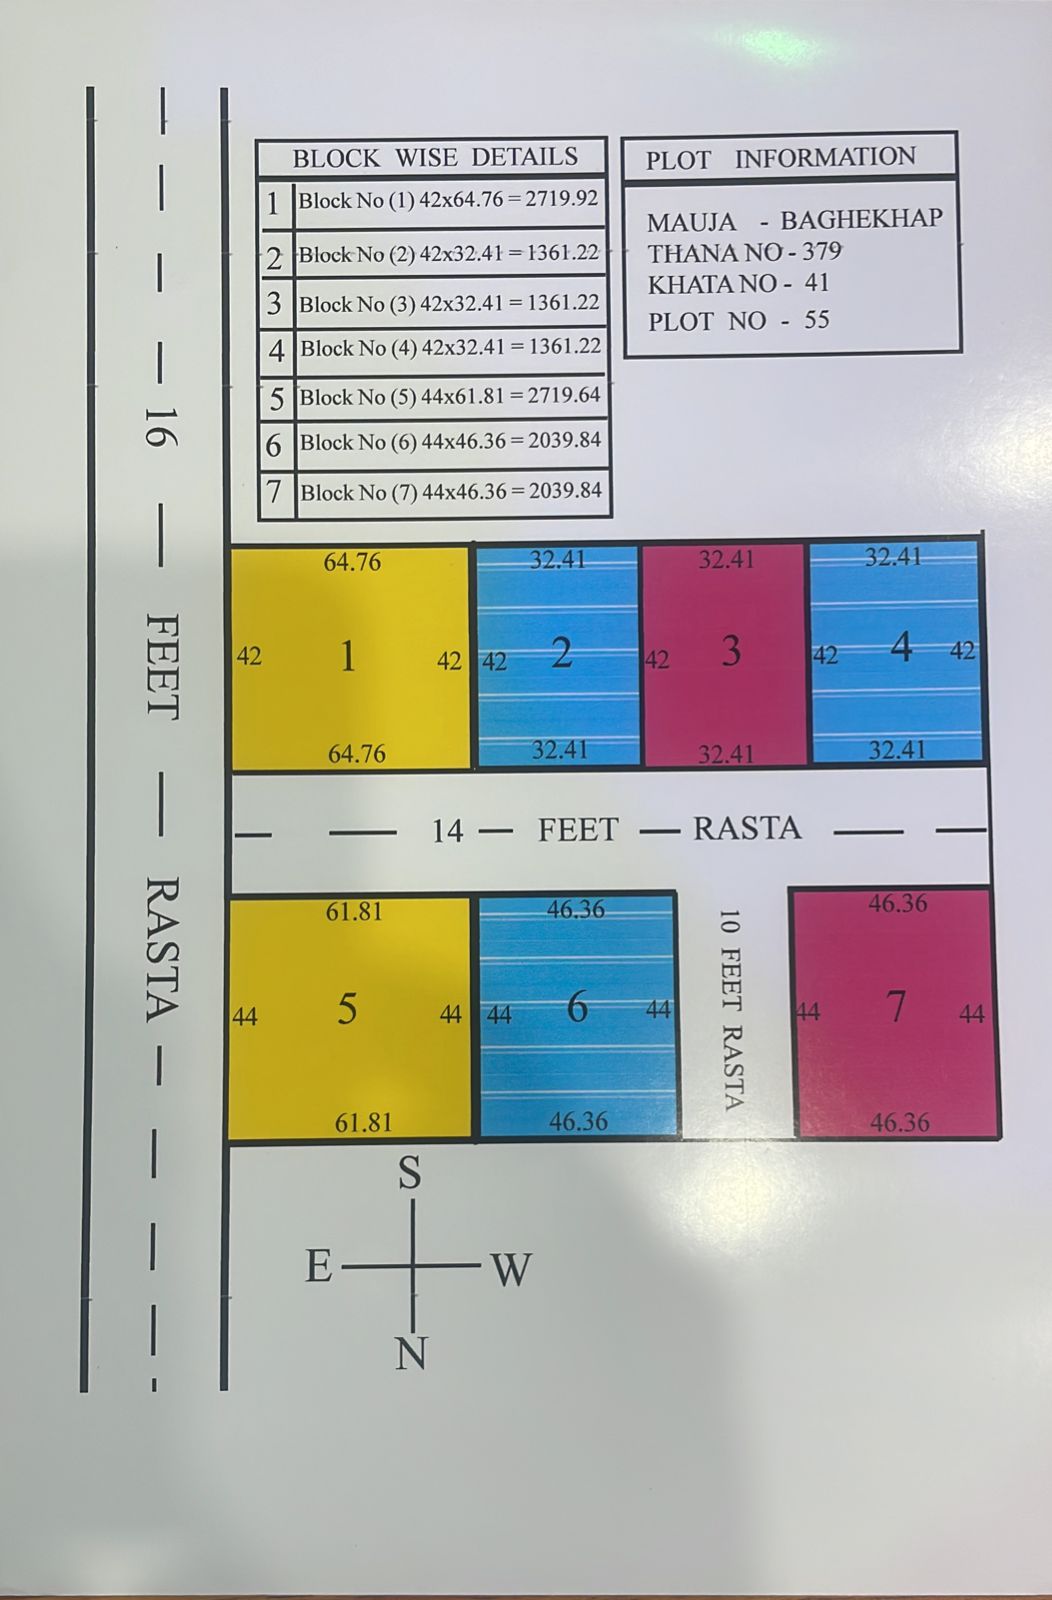 BLOCK WISE DETAILS
1 Block No (1) 42x64.76 = 2719.92
2 Block No (2) 42x32.41 = 1361.22
3 Block No (3) 42x32.41 = 1361.22
4 Block No (4) 42x32.41 = 1361.22
5 Block No (5) 44x61.81 = 2719.64
6 Block No (6) 44x46.36 = 2039.84
7 Block No (7) 44x46.36 = 2039.84
PLOT INFORMATION
MAUJA - BAGHEKHAP
THANA NO - 379
KHATA NO - 41
PLOT NO - 55
16 FEET RASTA
64.76 32.41 32.41 32.41
42 1 42 42 2 42 3 42 4 42
64.76 32.41 32.41 32.41
14 — FEET — RASTA
61.81 46.36 46.36
44 5 44 44 6 44 44 7 44
61.81 46.36 46.36
10 FEET RASTA
S
E W
N